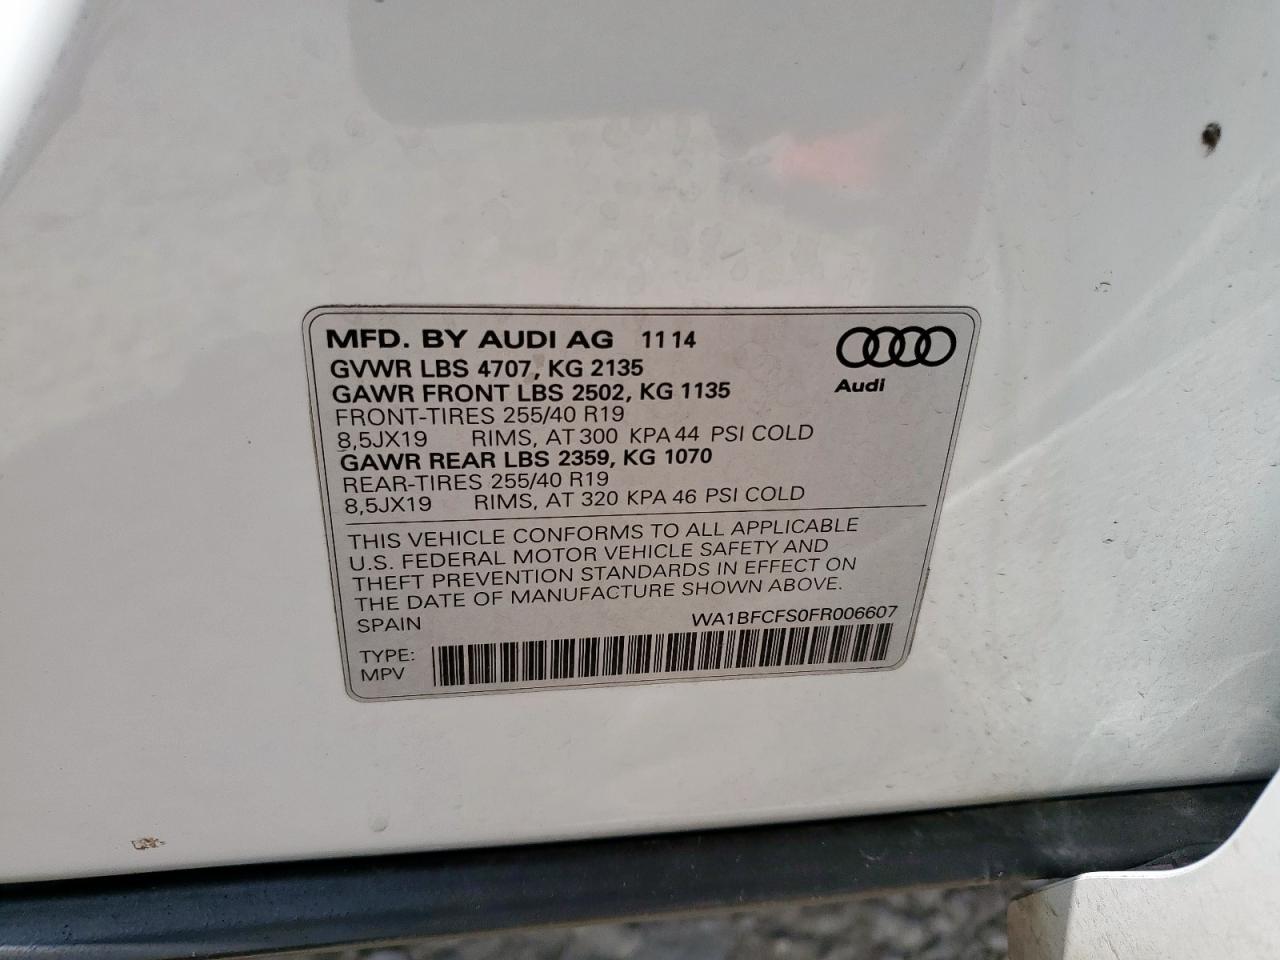 MFD. BY AUDI AG 11 14
GVWR LBS 4707, KG 2135
GAWR FRONT LBS 2502, KG 1135
Audi
FRONT-TIRES 255/40 R19
8,5JX19 RIMS, AT 300 KPA 44 PSI COLD
GAWR REAR LBS 2359, KG 1070
REAR-TIRES 255/40 R19
8,5JX19 RIMS, AT 320 KPA 46 PSI COLD
THIS VEHICLE CONFORMS TO ALL APPLICABLE
U.S. FEDERAL MOTOR VEHICLE SAFETY AND
THEFT PREVENTION STANDARDS IN EFFECT ON
THE DATE OF MANUFACTURE SHOWN ABOVE.
SPAIN WA1BFCFS0FR006607
TYPE:
MPV